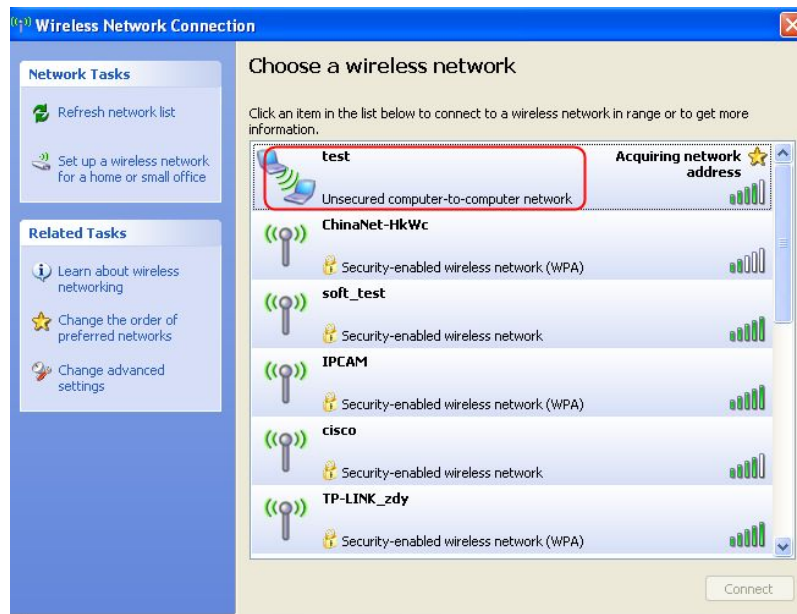 Wireless Network Connection
Network Tasks
Refresh network list
Set up a wireless network
for a home or small office
Related Tasks
Learn about wireless
networking
Change the order of
preferred networks
Change advanced
settings
Choose a wireless network
Click an item in the list below to connect to a wireless network in range or to get more
information.
test
Acquiring network
address
Unsecured computer-to-computer network
ChinaNet-HkWc
Security-enabled wireless network (WPA)
soft_test
Security-enabled wireless network
IPCAM
Security-enabled wireless network (WPA)
cisco
Security-enabled wireless network
TP-LINK_zdy
Security-enabled wireless network (WPA)
Connect